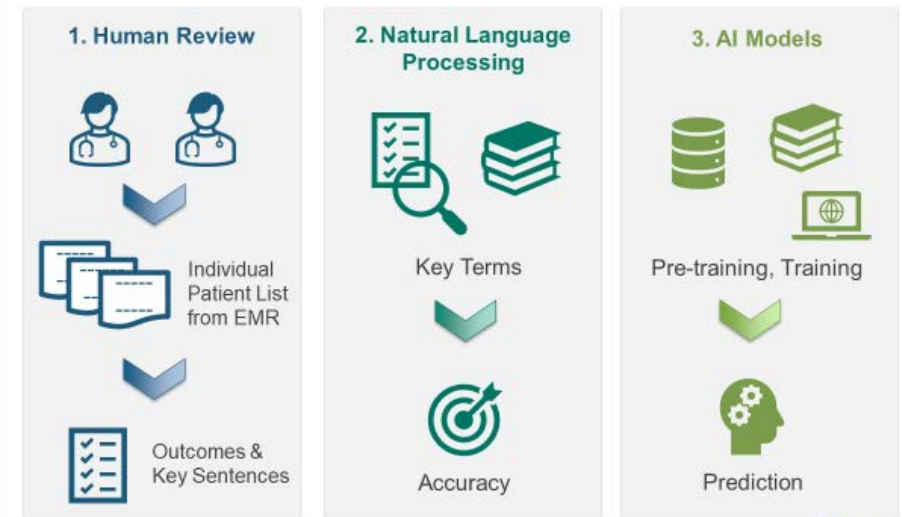 1. Human Review
Individual
Patient List
from EMR
Outcomes &
Key Sentences
2. Natural Language
Processing
Key Terms
Accuracy
3. AI Models
Pre-training, Training
Prediction